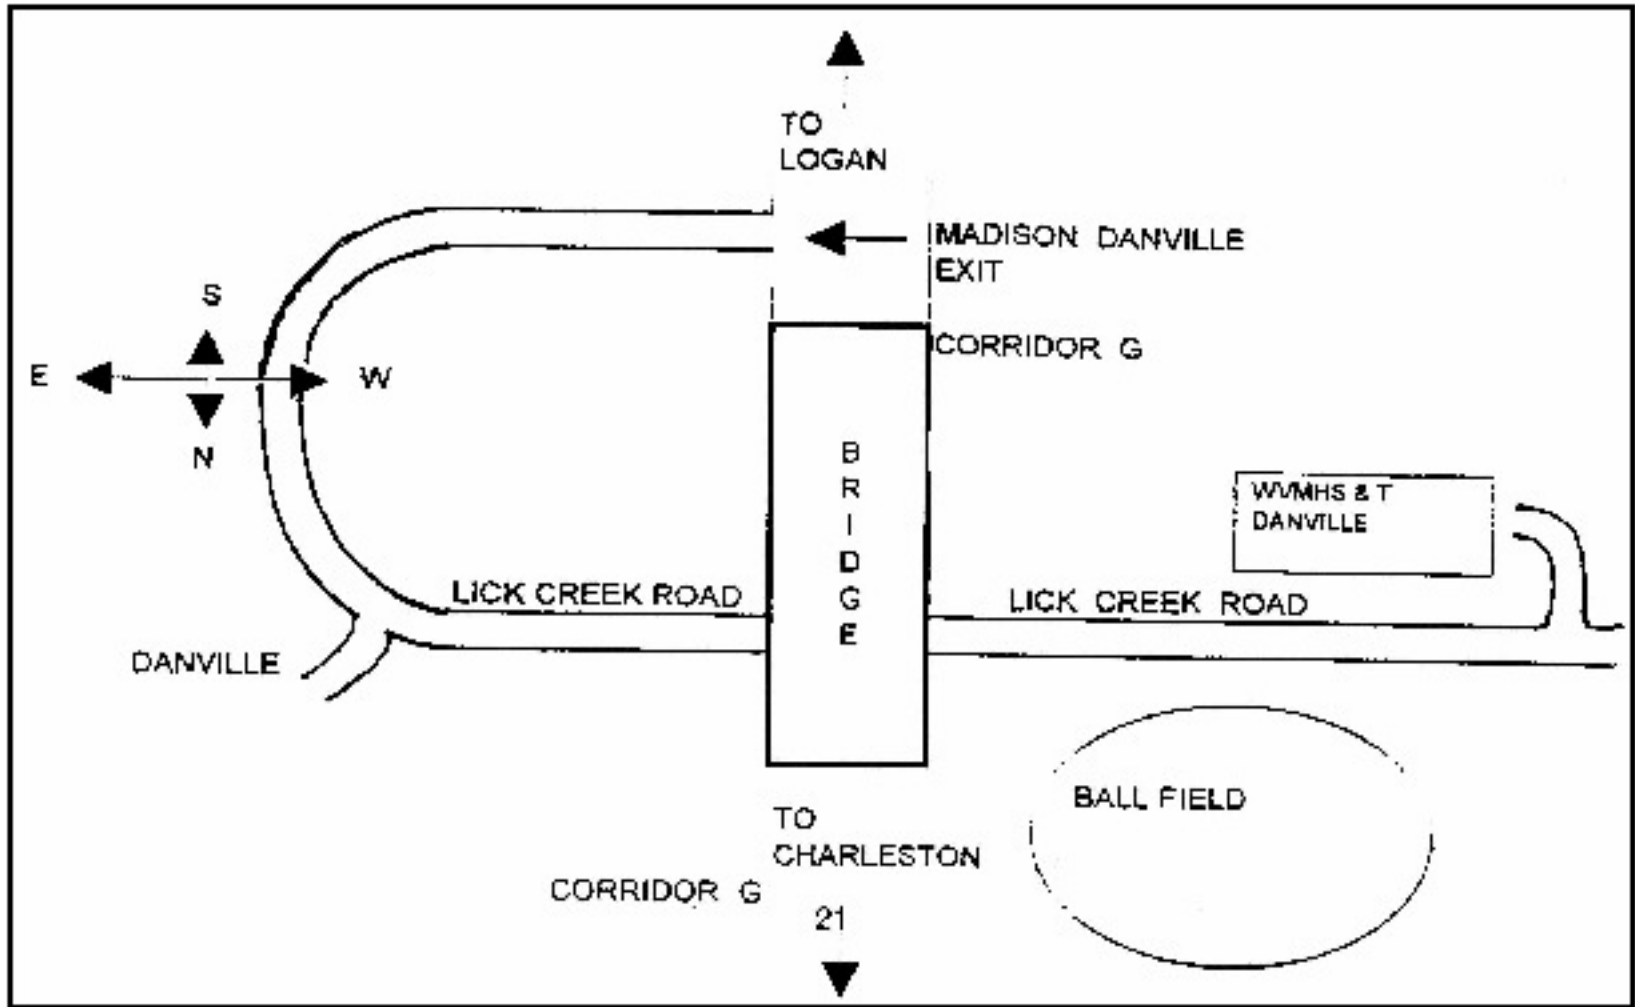 TO
LOGAN
MADISON DANVILLE
EXIT
S
CORRIDOR G
E
W
N
BRIDGE
WVMHS & T
DANVILLE
LICK CREEK ROAD
LICK CREEK ROAD
DANVILLE
BALL FIELD
TO
CHARLESTON
CORRIDOR G
21